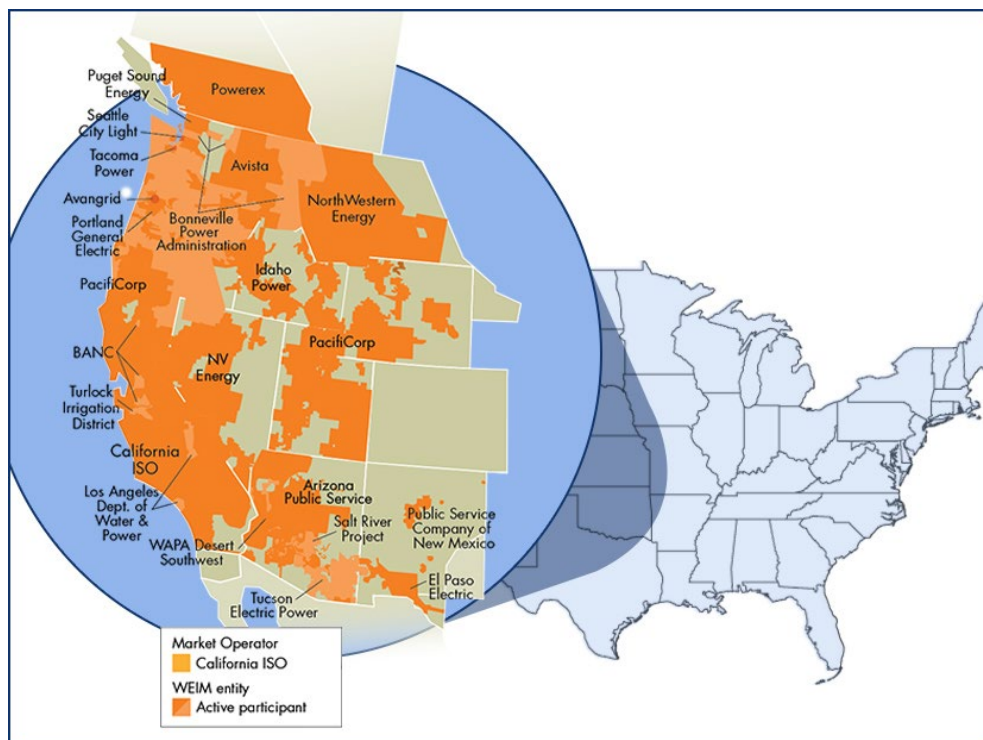 Powerex
Puget Sound
Energy
Seattle
City Light
Tacoma
Power
Avista
Avangrid
NorthWestern
Energy
Portland
General
Electric
Bonneville
Power
Administration
Idaho
Power
PacifiCorp
PacifiCorp
BANC
NV
Energy
Turlock
Irrigation
District
California
ISO
Los Angeles
Dept. of
Water &
Power
Arizona
Public Service
Salt River
Project
Public Service
Company of
New Mexico
WAPA Desert
Southwest
Tucson
Electric Power
El Paso
Electric
Market Operator
California ISO
WEIM entity
Active participant